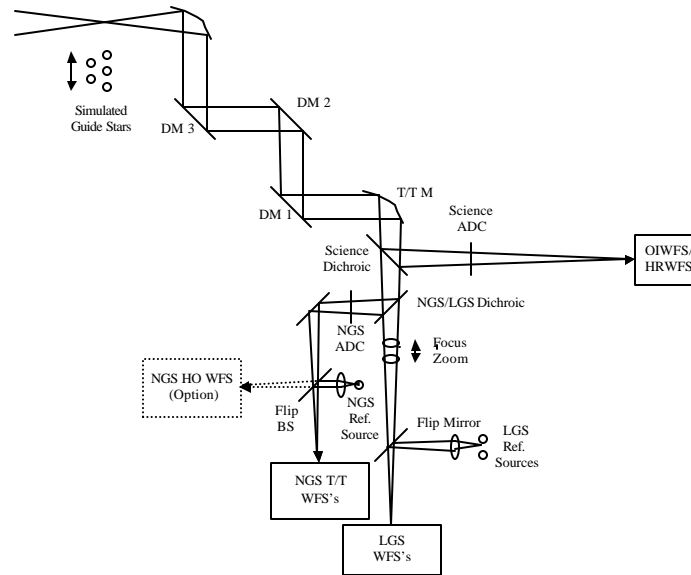 Simulated
Guide Stars
DM 3
DM 2
DM 1
T/T M
Science
ADC
Science
Dichroic
OIWFS/
HRWFS
NGS/LGS Dichroic
NGS
ADC
Focus
Zoom
NGS HO WFS
(Option)
Flip
BS
NGS
Ref.
Source
Flip Mirror
LGS
Ref.
Sources
NGS T/T
WFS's
LGS
WFS's